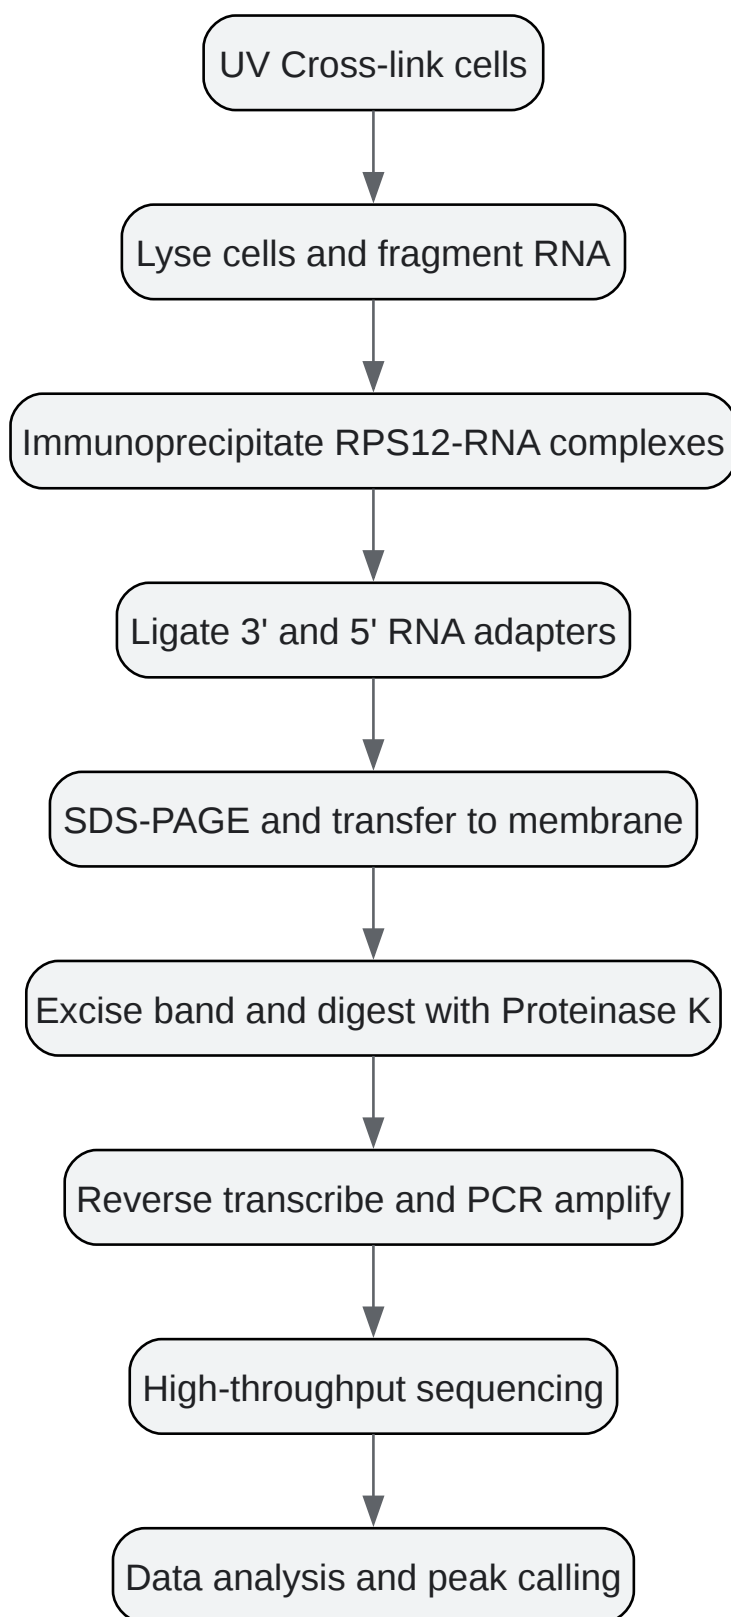 UV Cross-link cells
Lyse cells and fragment RNA
Immunoprecipitate RPS12-RNA complexes
Ligate 3' and 5' RNA adapters
SDS-PAGE and transfer to membrane
Excise band and digest with Proteinase K
Reverse transcribe and PCR amplify
High-throughput sequencing
Data analysis and peak calling